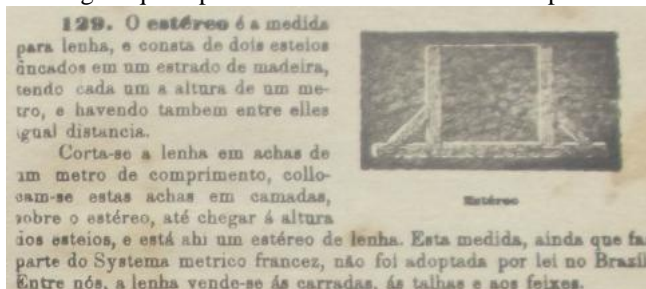 129. O estéreo é a medida
para lenha, e consta de dois esteios
fincados em um estrado de madeira,
tendo cada um a altura de um me-
tro, e havendo tambem entre elles
igual distancia.
Corta-se a lenha em achas de
um metro de comprimento, collo-
cam-se estas achas em camadas,
sobre o estéreo, até chegar á altura
dos esteios, e está ahi um estéreo de lenha. Esta medida, ainda que fa
parte do Systema metrico francez, não foi adoptada por lei no Brazil
Entre nós, a lenha vende-se ás carradas, ás talhas e aos feixes.
Estéreo